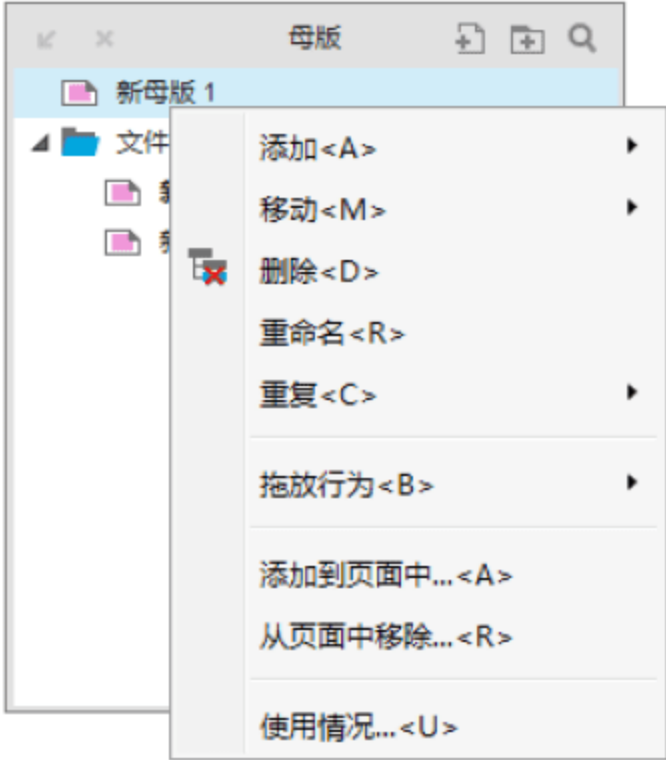 母版
新母版 1
文件
添加<A>
移动<M>
删除<D>
重命名<R>
重复<C>
拖放行为<B>
添加到页面中...<A>
从页面中移除...<R>
使用情况...<U>